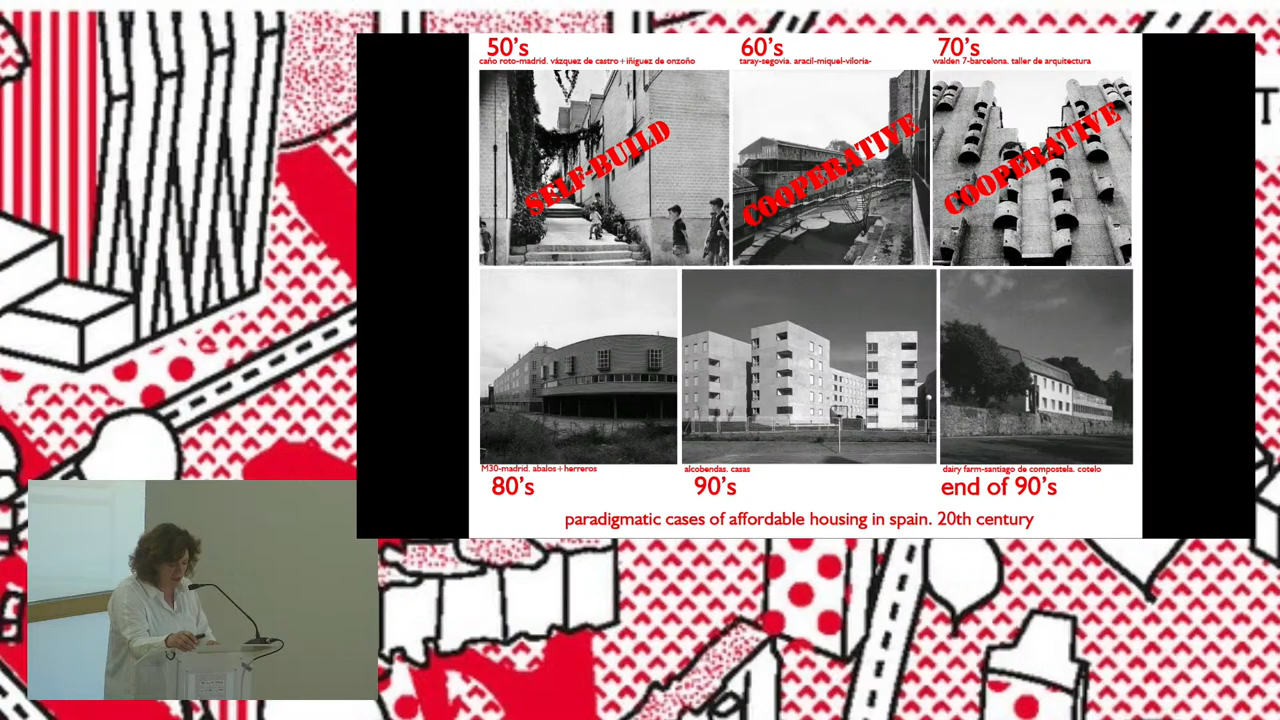 50's
60's
70's
caño roto-madrid. vázquez de castro+iñiguez de onzoño
taray-segovia. aracil-miquel-viloria-
walden 7-barcelona. taller de arquitectura
SELF-BUILD
COOPERATIVE
COOPERATIVE
M30-madrid. abalos+herreros
alcobendas. casas
dairy farm-santiago de compostela. cotelo
80's
90's
end of 90's
paradigmatic cases of affordable housing in spain. 20th century